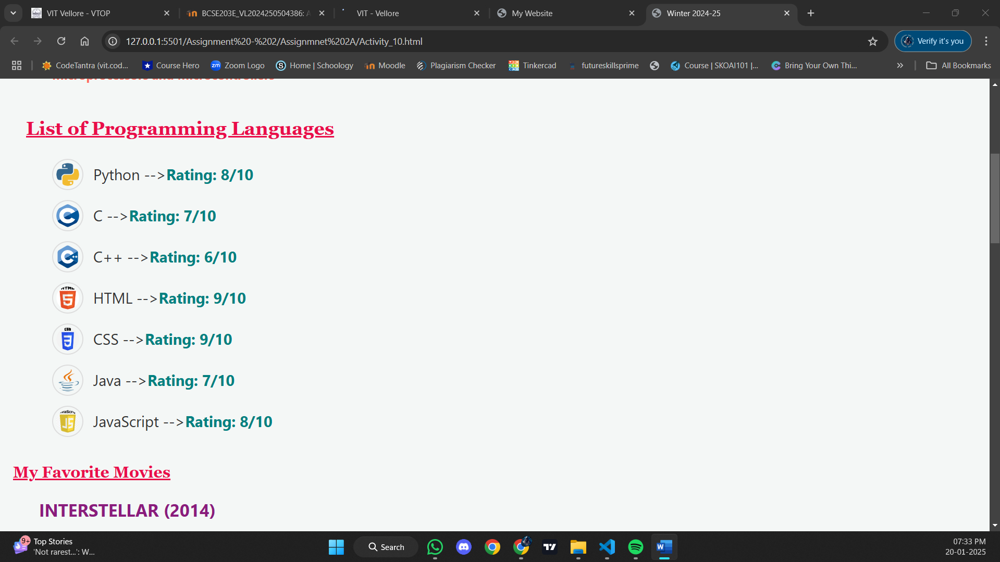 VIT Vellore - VTOP
BCSE203E_VL2024250504386: A
VIT - Vellore
My Website
Winter 2024-25
127.0.0.1:5501/Assignment%20-%202/Assignmnet%202A/Activity_10.html
Verify it's you
CodeTantra (vit.cod...
Course Hero
zm Zoom Logo
S Home | Schoology
Moodle
Plagiarism Checker
Tinkercad
futureskillsprime
Course | SKOAI101 |...
Bring Your Own Thi...
All Bookmarks
Microprocessors and Microcontrollers
List of Programming Languages
Python -->Rating: 8/10
C -->Rating: 7/10
C++ -->Rating: 6/10
HTML -->Rating: 9/10
CSS -->Rating: 9/10
Java -->Rating: 7/10
JavaScript -->Rating: 8/10
My Favorite Movies
INTERSTELLAR (2014)
9+
Top Stories
'Not rarest...': W...
Search
07:33 PM
20-01-2025